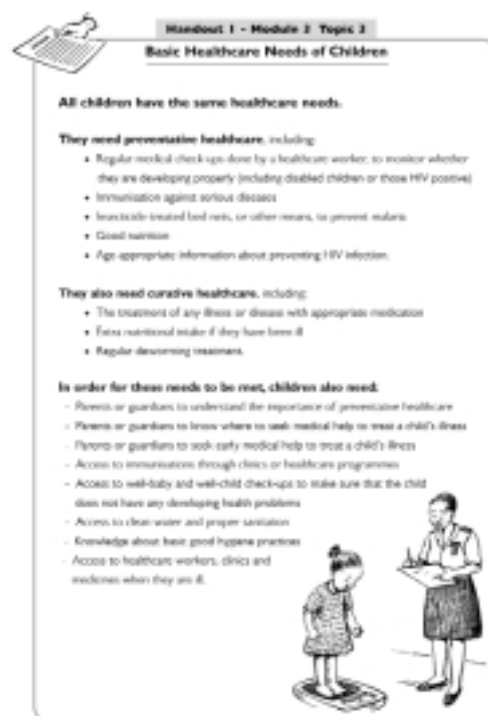 Handout 1 - Module 3 Topic 3
Basic Healthcare Needs of Children
All children have the same healthcare needs.
They need preventative healthcare, including:
• Regular medical check-ups done by a healthcare worker, to monitor whether
they are developing properly (including disabled children or those HIV positive)
• Immunisation against serious diseases
• Insecticide-treated bed nets, or other means, to prevent malaria
• Good nutrition
• Age appropriate information about preventing HIV infection.
They also need curative healthcare, including:
• The treatment of any illness or disease with appropriate medication
• Extra nutritional intake if they have been ill
• Regular deworming treatment.
In order for these needs to be met, children also need:
- Parents or guardians to understand the importance of preventative healthcare
- Parents or guardians to know where to seek medical help to treat a child's illness
- Parents or guardians to seek early medical help to treat a child's illness
- Access to immunisations through clinics or healthcare programmes
- Access to well-baby and well-child check-ups to make sure that the child
does not have any developing health problems
- Access to clean water and proper sanitation
- Knowledge about basic good hygiene practices
- Access to healthcare workers, clinics and
medicines when they are ill.